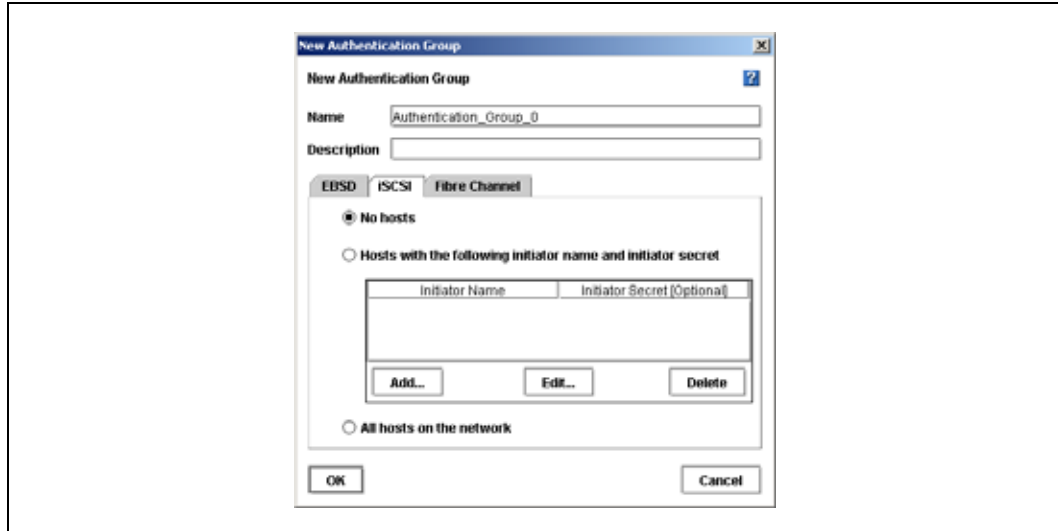 New Authentication Group
New Authentication Group
Name Authentication_Group_0
Description
EBSD iSCSI Fibre Channel
No hosts
Hosts with the following initiator name and initiator secret
Initiator Name Initiator Secret [Optional]
Add... Edit... Delete
All hosts on the network
OK Cancel